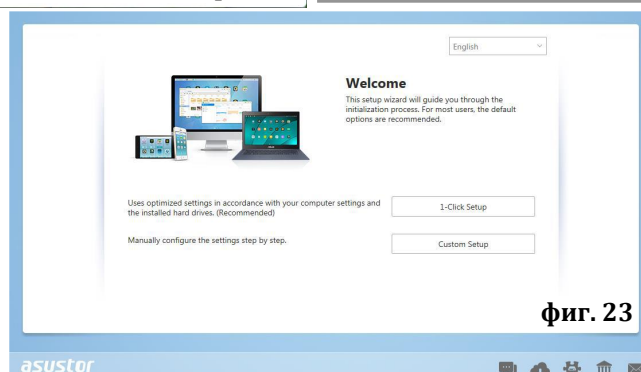 English
Welcome
This setup wizard will guide you through the
initialization process. For most users, the default
options are recommended.
Uses optimized settings in accordance with your computer settings and
the installed hard drives. (Recommended)
1-Click Setup
Manually configure the settings step by step.
Custom Setup
фиг. 23
asustor